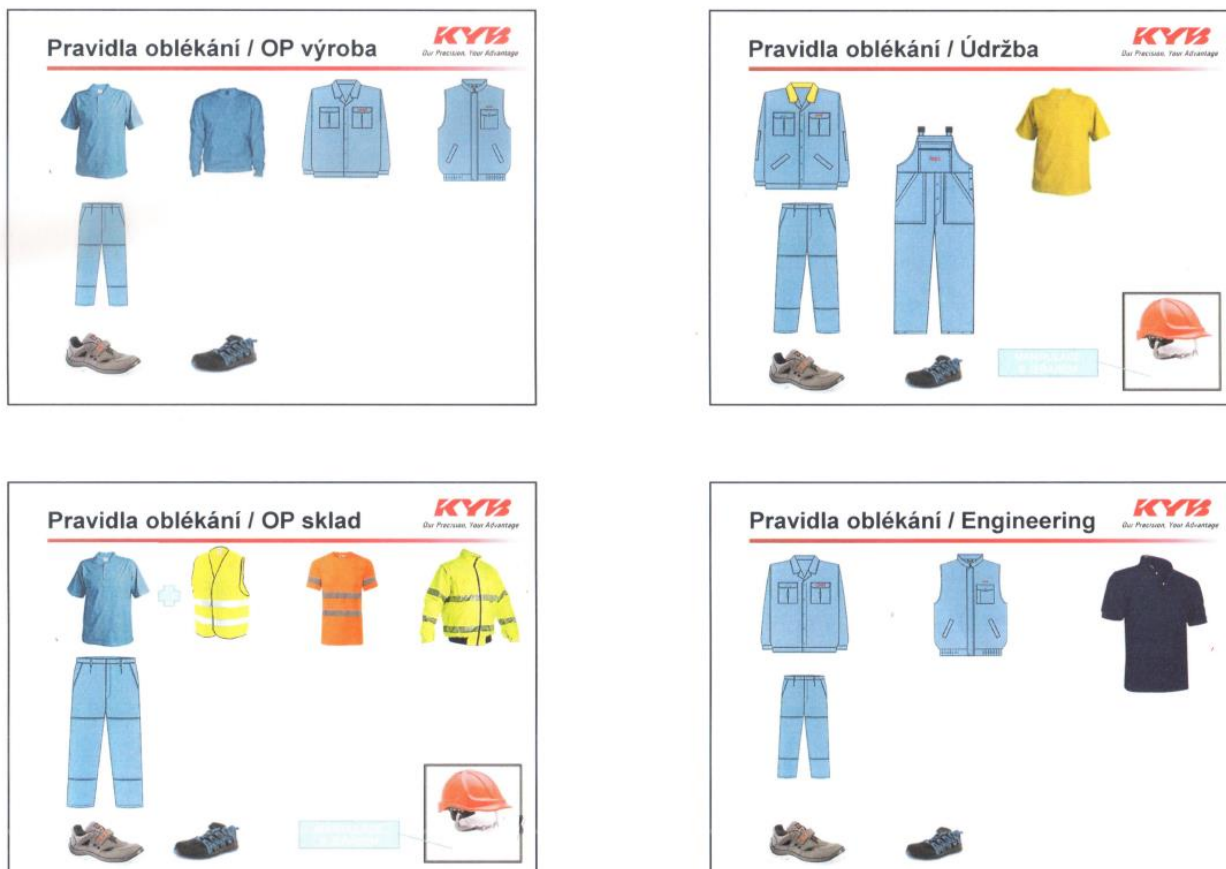 Pravidla oblékání / OP výroba
KYB
Our Precision, Your Advantage
Pravidla oblékání / Údržba
KYB
Our Precision, Your Advantage
Pravidla oblékání / OP sklad
KYB
Our Precision, Your Advantage
Pravidla oblékání / Engineering
KYB
Our Precision, Your Advantage